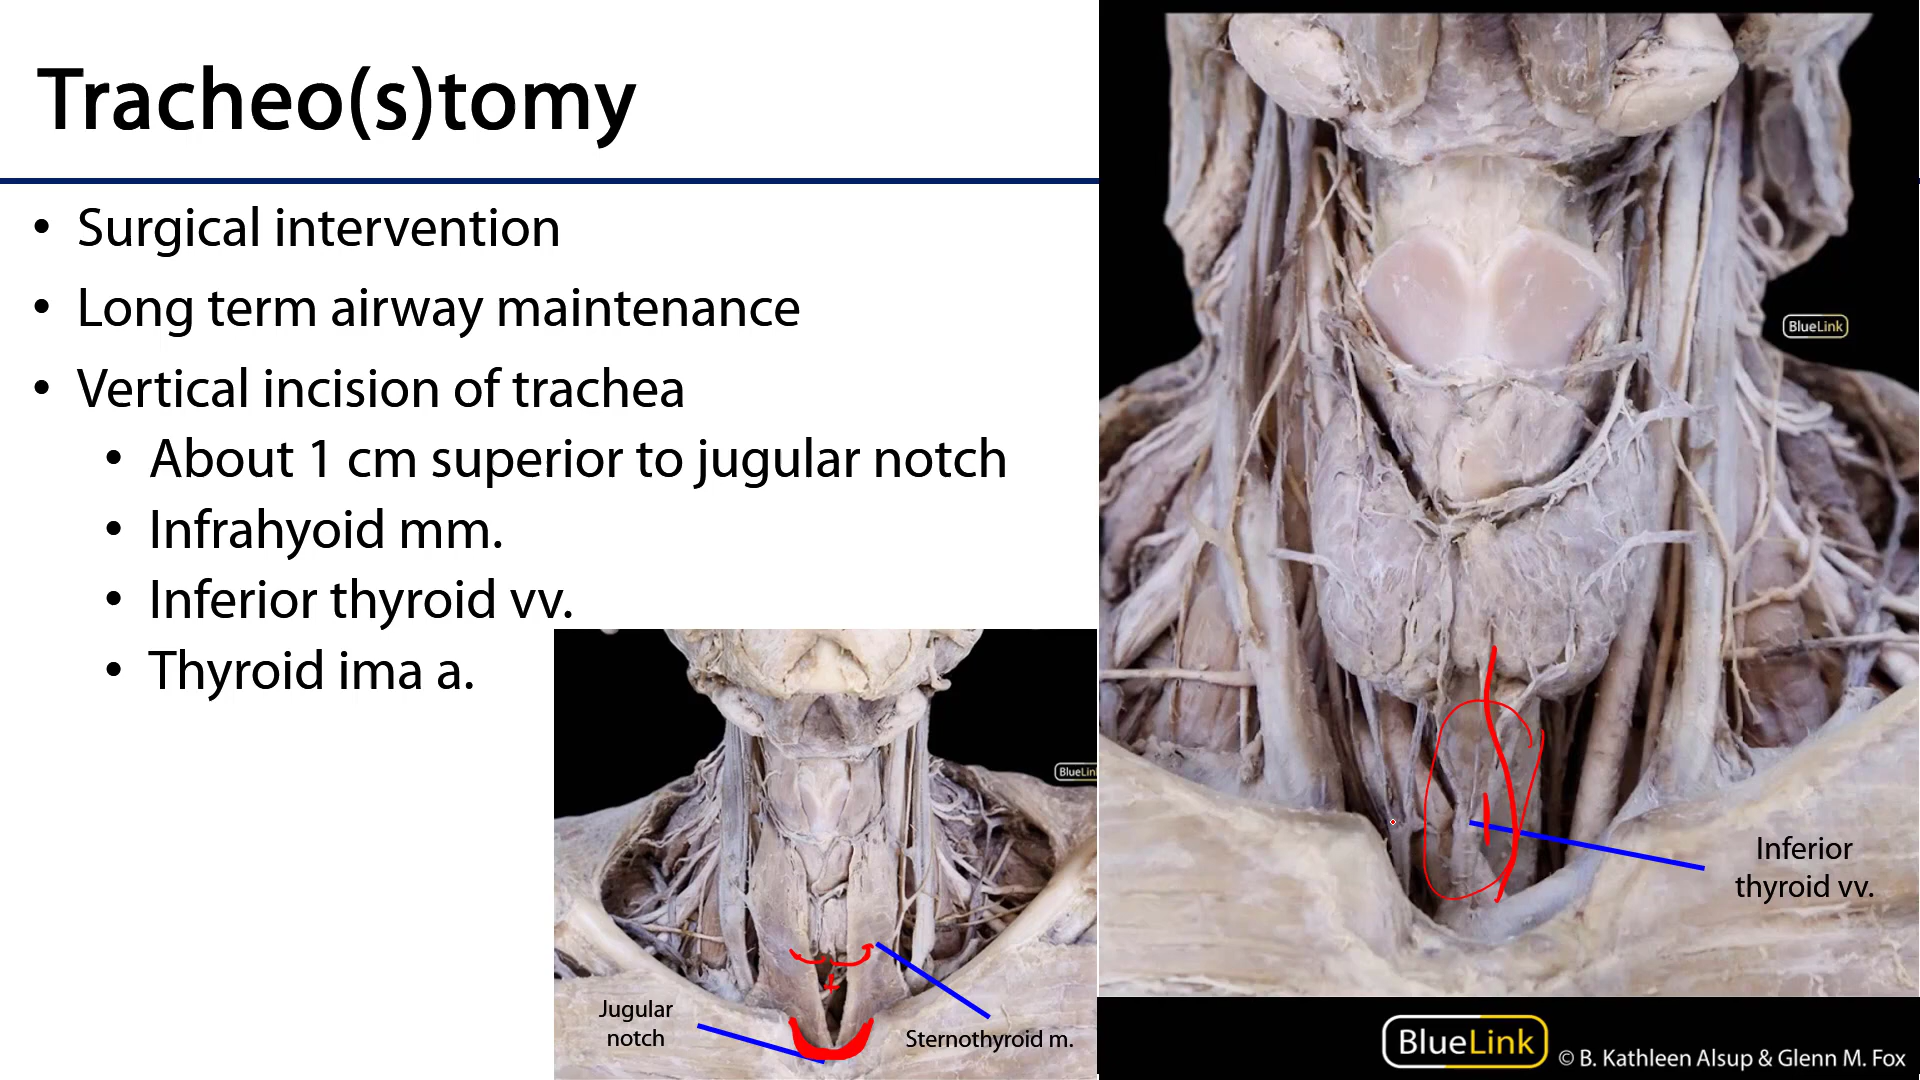 Tracheo(s)tomy
• Surgical intervention
• Long term airway maintenance
• Vertical incision of trachea
• About 1 cm superior to jugular notch
• Infrahyoid mm.
• Inferior thyroid vv.
• Thyroid ima a.
BlueLink
Inferior
thyroid vv.
BlueLink
Jugular
notch
Sternothyroid m.
BlueLink
© B. Kathleen Alsup & Glenn M. Fox